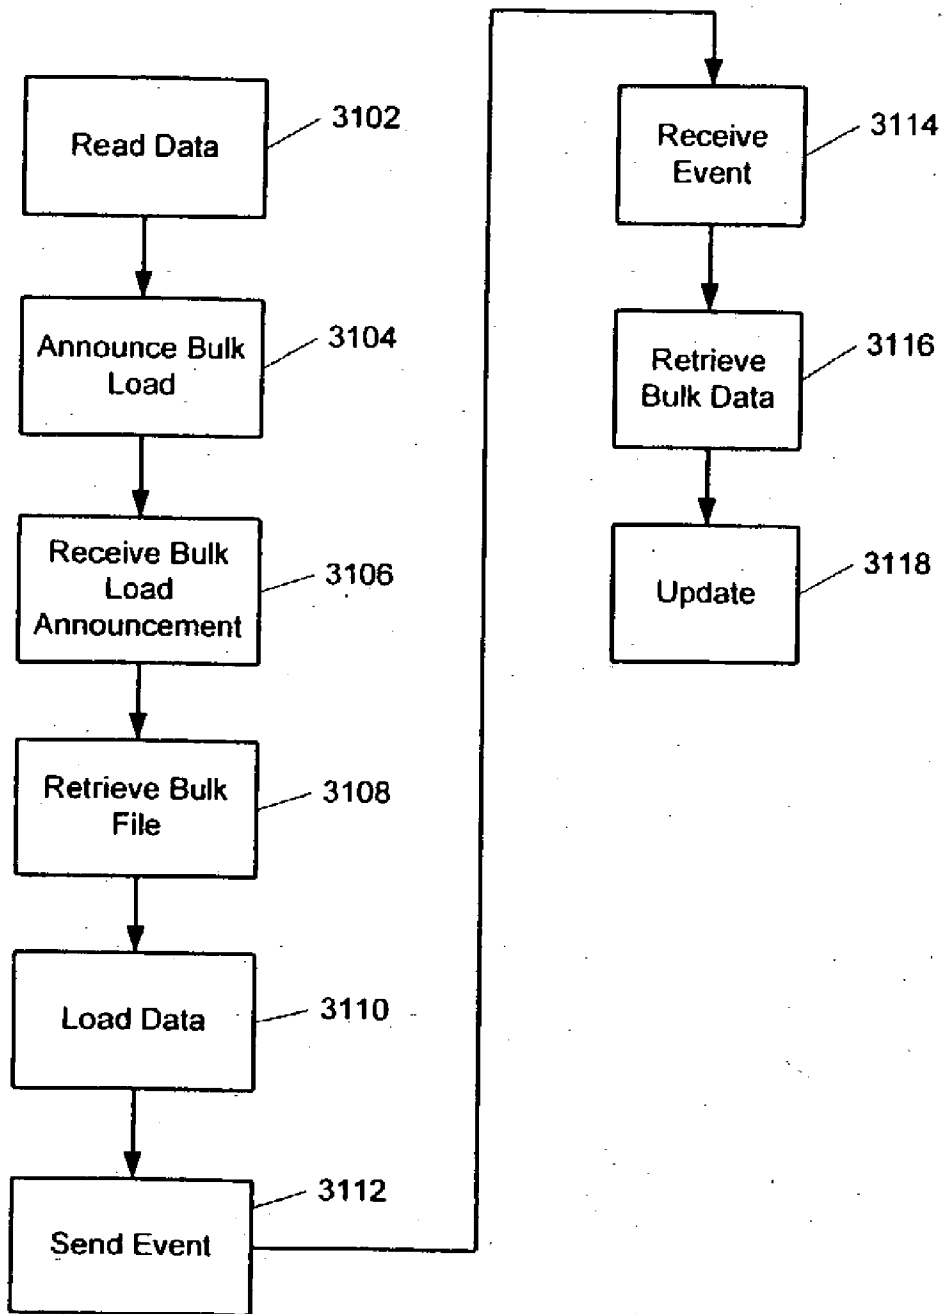 Read Data
3102
Announce Bulk
Load
3104
Receive Bulk
Load
Announcement
3106
Retrieve Bulk
File
3108
Load Data
3110
Send Event
3112
Receive
Event
3114
Retrieve
Bulk Data
3116
Update
3118